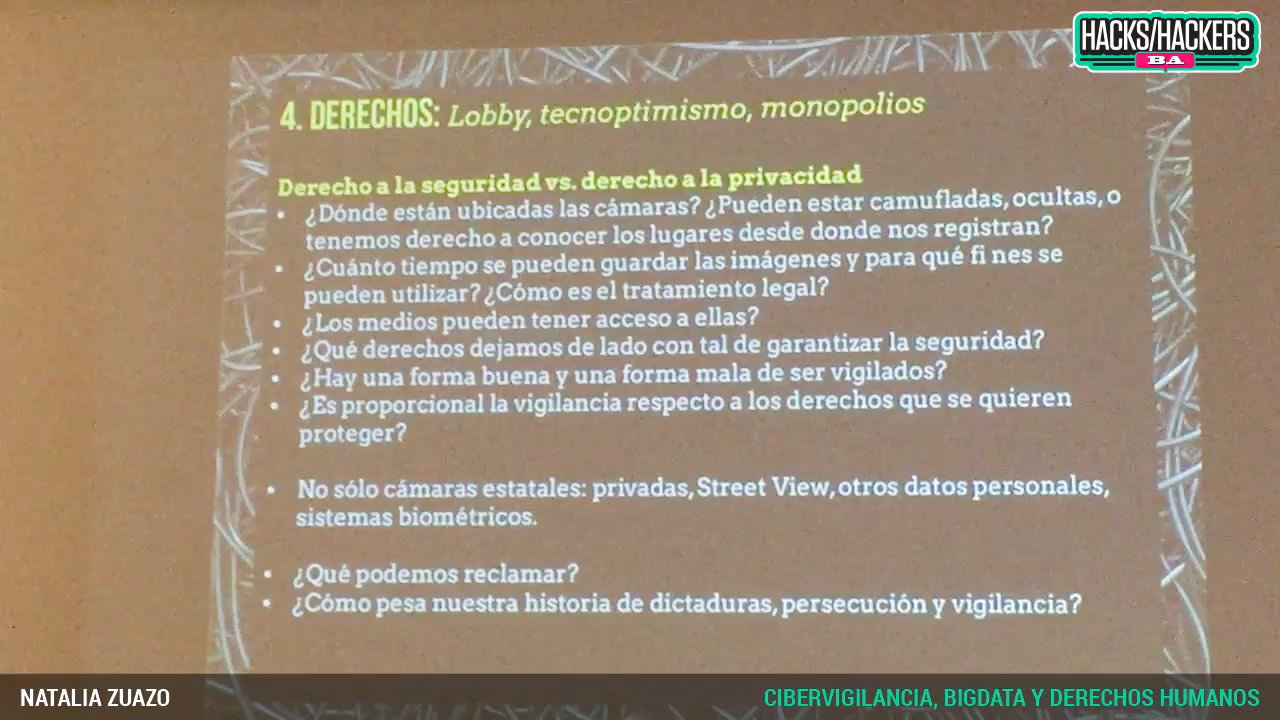 HACKS/HACKERS
BA
4. DERECHOS: Lobby, tecnoptimismo, monopolios
Derecho a la seguridad vs. derecho a la privacidad
• ¿Dónde están ubicadas las cámaras? ¿Pueden estar camufladas, ocultas, o
tenemos derecho a conocer los lugares desde donde nos registran?
• ¿Cuánto tiempo se pueden guardar las imágenes y para qué fi nes se
pueden utilizar? ¿Cómo es el tratamiento legal?
• ¿Los medios pueden tener acceso a ellas?
• ¿Qué derechos dejamos de lado con tal de garantizar la seguridad?
• ¿Hay una forma buena y una forma mala de ser vigilados?
• ¿Es proporcional la vigilancia respecto a los derechos que se quieren
proteger?
• No sólo cámaras estatales: privadas, Street View, otros datos personales,
sistemas biométricos.
• ¿Qué podemos reclamar?
• ¿Cómo pesa nuestra historia de dictaduras, persecución y vigilancia?
NATALIA ZUAZO
CIBERVIGILANCIA, BIGDATA Y DERECHOS HUMANOS